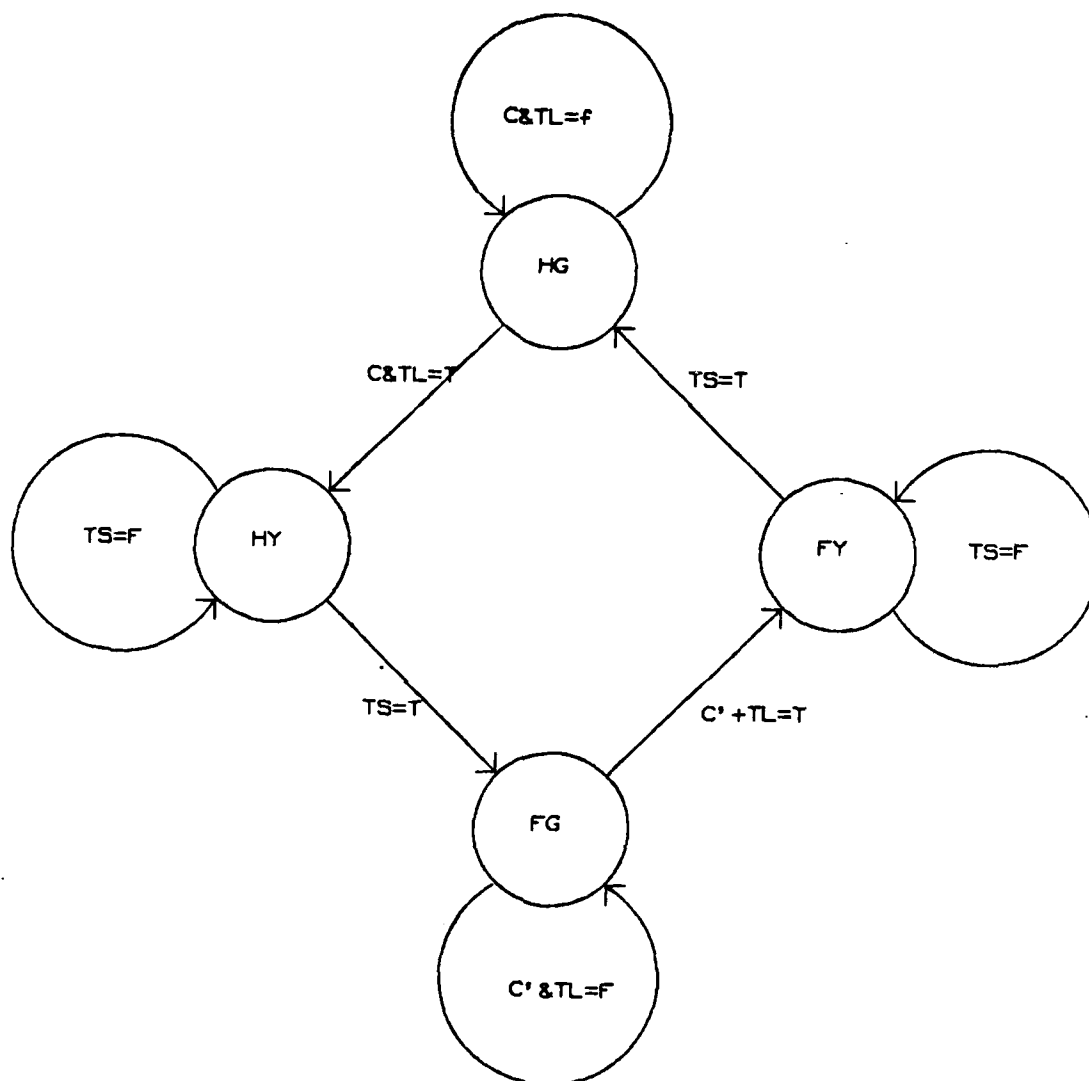 C&TL=f
HG
C&TL=T
TS=T
TS=F
HY
FY
TS=F
TS=T
C'+TL=T
FG
C'&TL=F